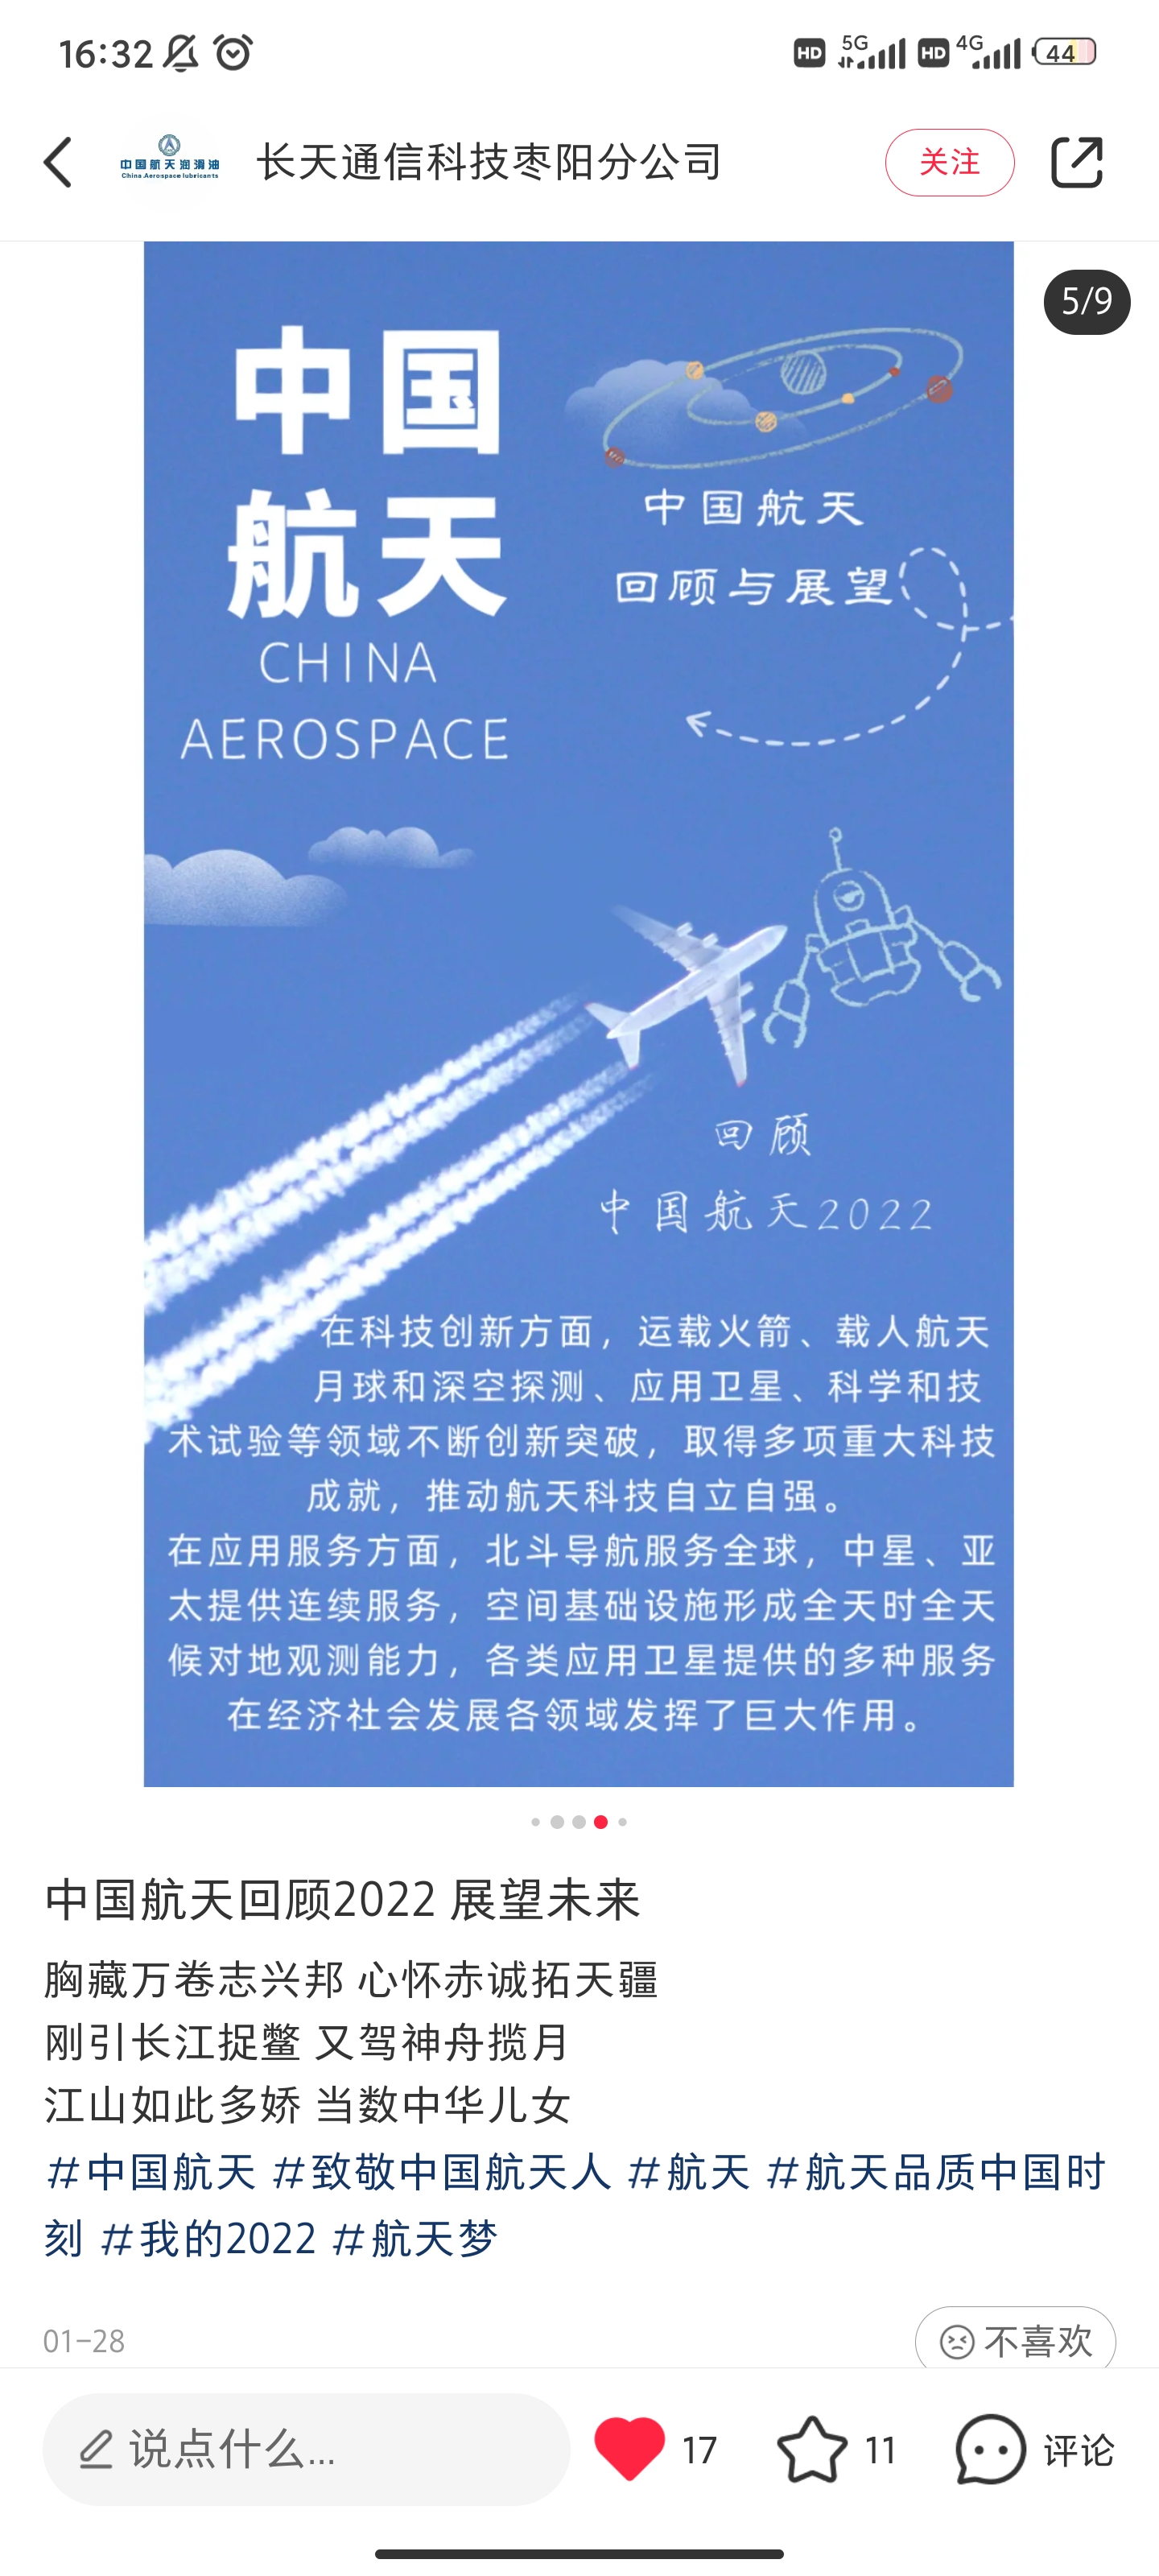 16:32
HD 5G HD 4G 44
中国航天润滑油
China Aerospace lubricants
长天通信科技枣阳分公司
关注
5/9
中国
航天
CHINA
AEROSPACE
中国航天
回顾与展望
回顾
中国航天2022
在科技创新方面，运载火箭、载人航天
月球和深空探测、应用卫星、科学和技
术试验等领域不断创新突破，取得多项重大科技
成就，推动航天科技自立自强。
在应用服务方面，北斗导航服务全球，中星、亚
太提供连续服务，空间基础设施形成全天时全天
候对地观测能力，各类应用卫星提供的多种服务
在经济社会发展各领域发挥了巨大作用。
中国航天回顾2022 展望未来
胸藏万卷志兴邦 心怀赤诚拓天疆
刚引长江捉鳖 又驾神舟揽月
江山如此多娇 当数中华儿女
#中国航天 #致敬中国航天人 #航天 #航天品质中国时
刻 #我的2022 #航天梦
01-28
不喜欢
说点什么...
17
11
评论